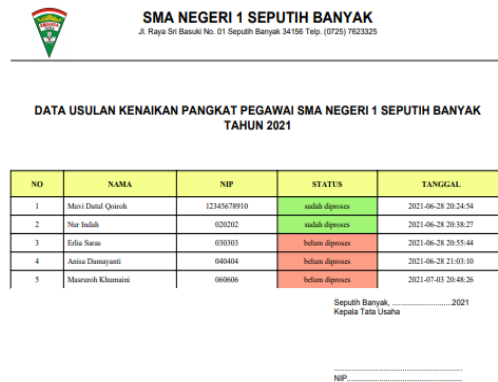 SMA NEGERI 1 SEPUTIH BANYAK
Jl. Raya Sri Basuki No. 01 Seputih Banyak 34156 Telp. (0725) 7623325
DATA USULAN KENAIKAN PANGKAT PEGAWAI SMA NEGERI 1 SEPUTIH BANYAK
TAHUN 2021
NO NAMA NIP STATUS TANGGAL
1 Muvi Datul Qoiroh 12345678910 sudah diproses 2021-06-28 20:24:54
2 Nur Indah 020202 sudah diproses 2021-06-28 20:38:27
3 Erlia Saras 030303 belum diproses 2021-06-28 20:55:44
4 Anisa Damayanti 040404 belum diproses 2021-06-28 21:03:10
5 Masruroh Khumaini 060606 belum diproses 2021-07-03 20:48:26
Seputih Banyak, ............................2021
Kepala Tata Usaha
............................................................
NIP......................................................